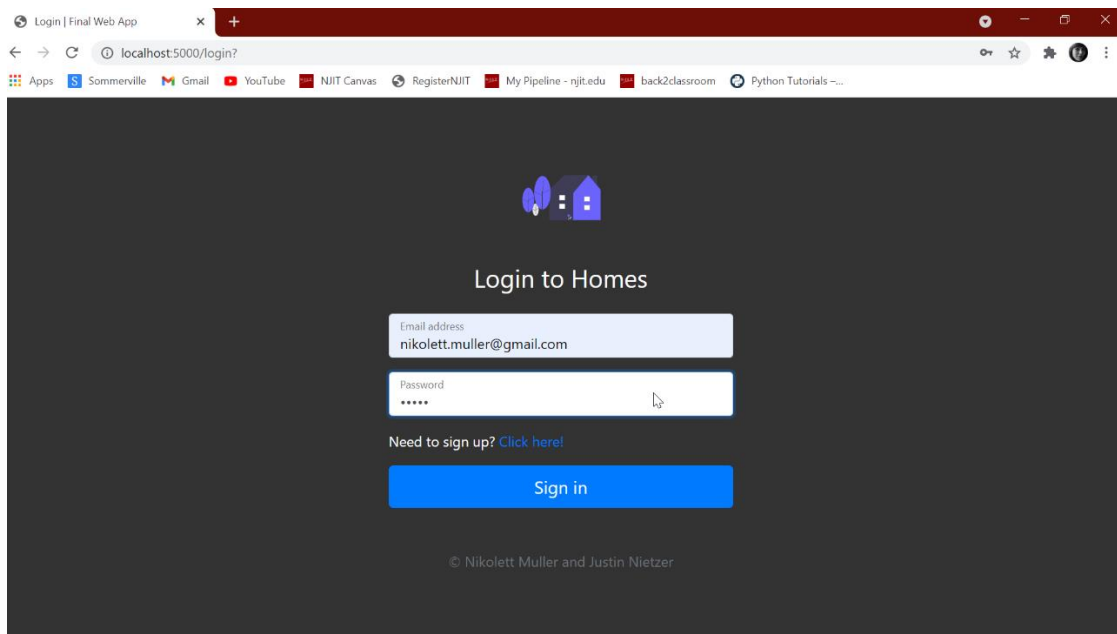 Login | Final Web App
localhost:5000/login?
Apps S Sommerville Gmail YouTube NJIT Canvas RegisterNJIT My Pipeline - njit.edu back2classroom Python Tutorials –...
Login to Homes
Email address
nikolett.muller@gmail.com
Password
•••••
Need to sign up? Click here!
Sign in
© Nikolett Muller and Justin Nietzer